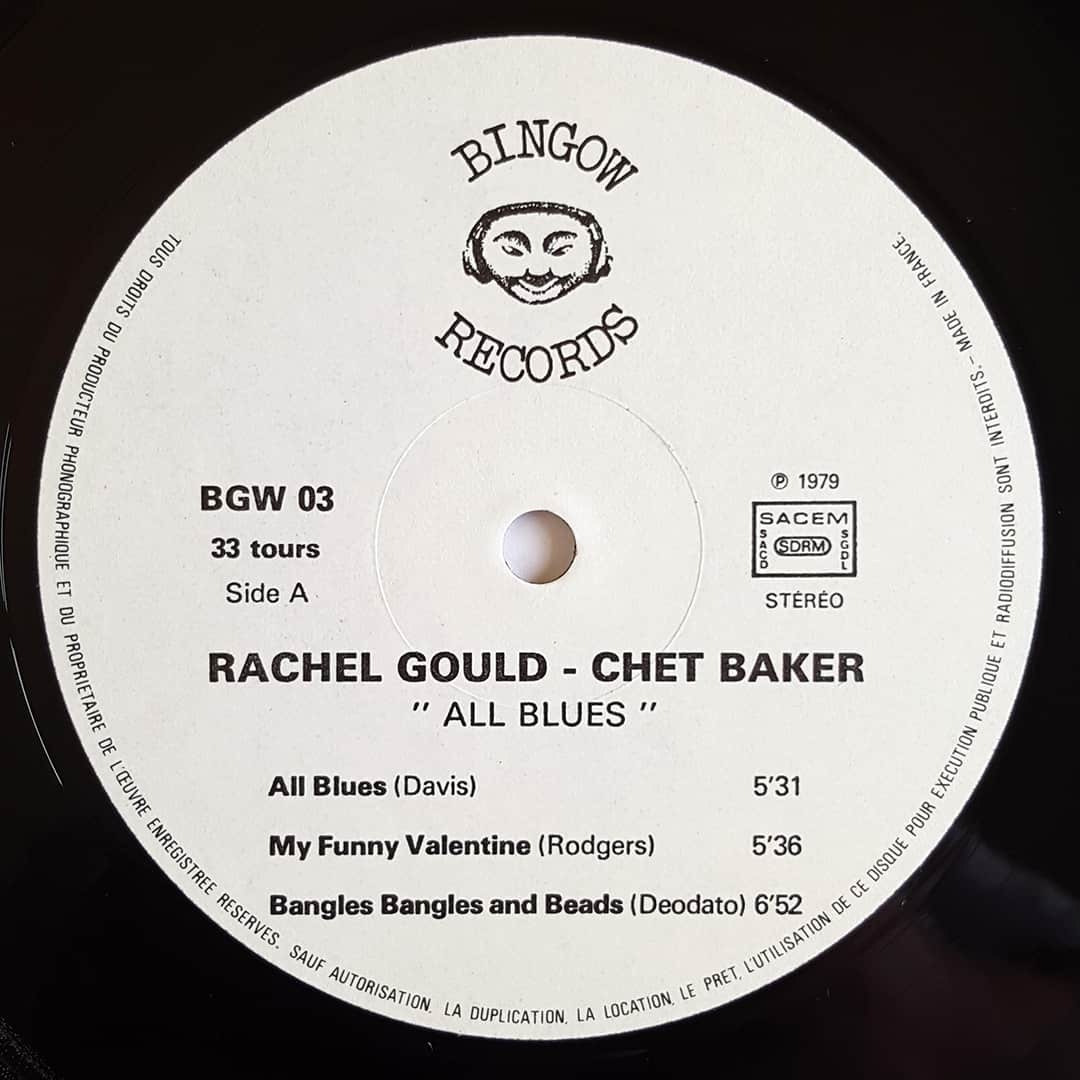 BINGOW
RECORDS
BGW 03
33 tours
Side A
℗ 1979
SACEM
SACD
SDRM
SGDL
STÉRÉO
RACHEL GOULD - CHET BAKER
" ALL BLUES "
All Blues (Davis) 5'31
My Funny Valentine (Rodgers) 5'36
Bangles Bangles and Beads (Deodato) 6'52
TOUS DROITS DU PRODUCTEUR PHONOGRAPHIQUE ET DU PROPRIETAIRE DE L'ŒUVRE ENREGISTREE RESERVES. SAUF AUTORISATION, LA DUPLICATION, LA LOCATION, LE PRET, L'UTILISATION DE CE DISQUE POUR EXECUTION PUBLIQUE ET RADIODIFFUSION SONT INTERDITS. - MADE IN FRANCE.